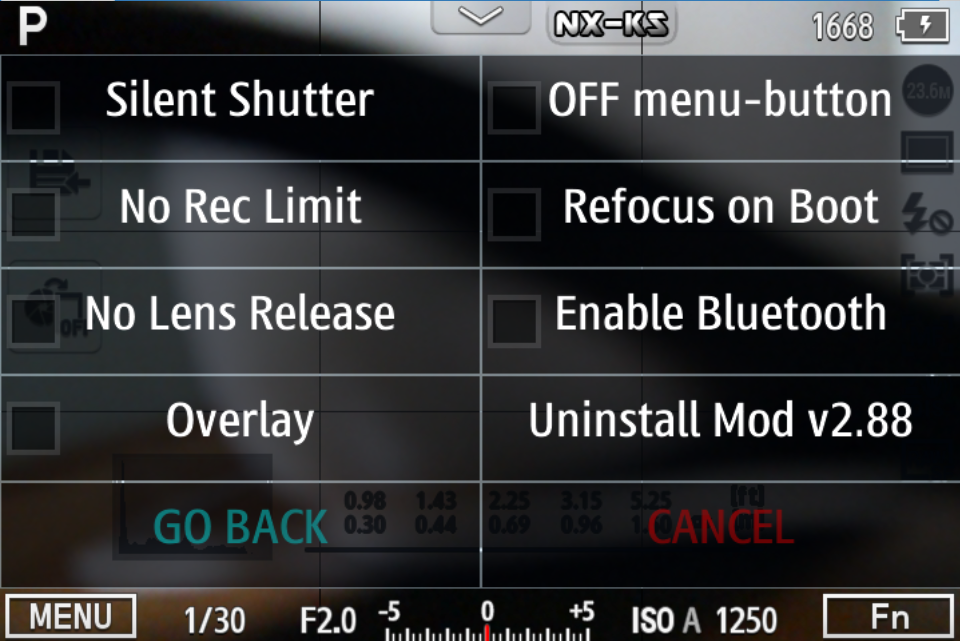 P NX-KS 1668
23.6M
Silent Shutter OFF menu-button
No Rec Limit Refocus on Boot
OFF
No Lens Release Enable Bluetooth
Overlay Uninstall Mod v2.88
0.98 1.43 2.25 3.15 5.25 [ft]
0.30 0.44 0.69 0.96
GO BACK CANCEL
MENU 1/30 F2.0 -5 0 +5 ISO A 1250 Fn